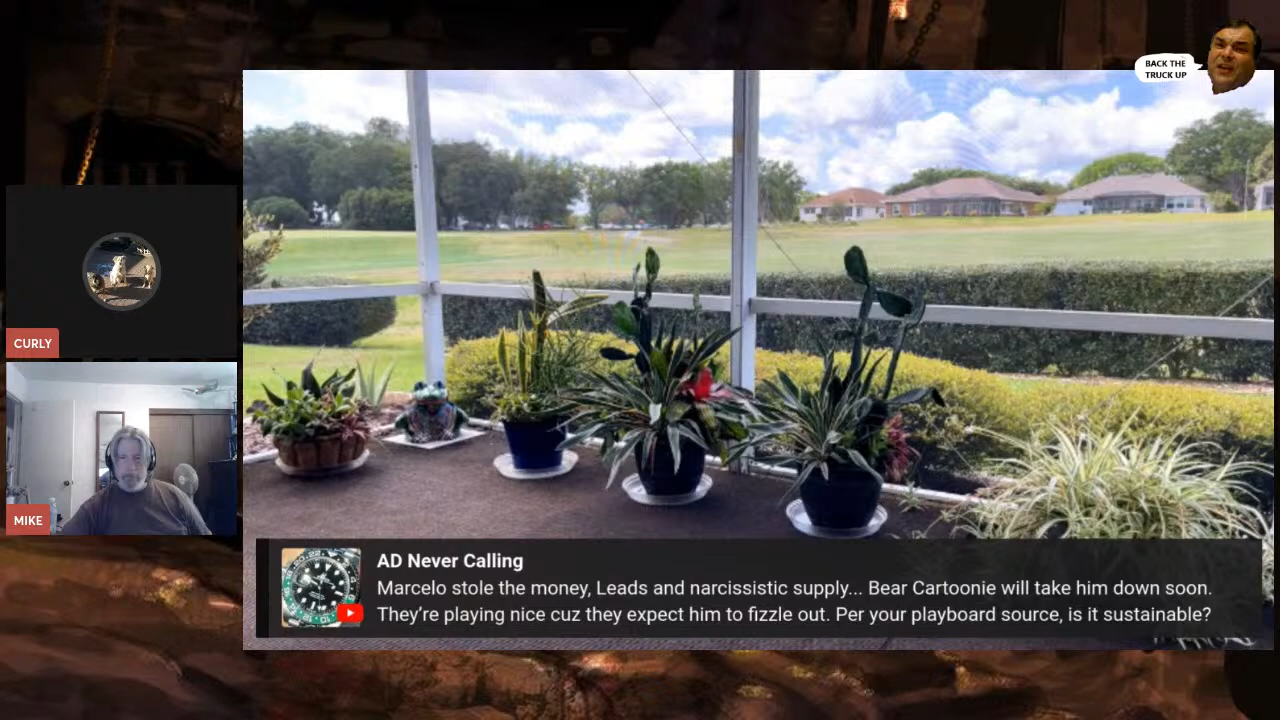 BACK THE
TRUCK UP
CURLY
MIKE
AD Never Calling
Marcelo stole the money, Leads and narcissistic supply... Bear Cartoonie will take him down soon.
They're playing nice cuz they expect him to fizzle out. Per your playboard source, is it sustainable?